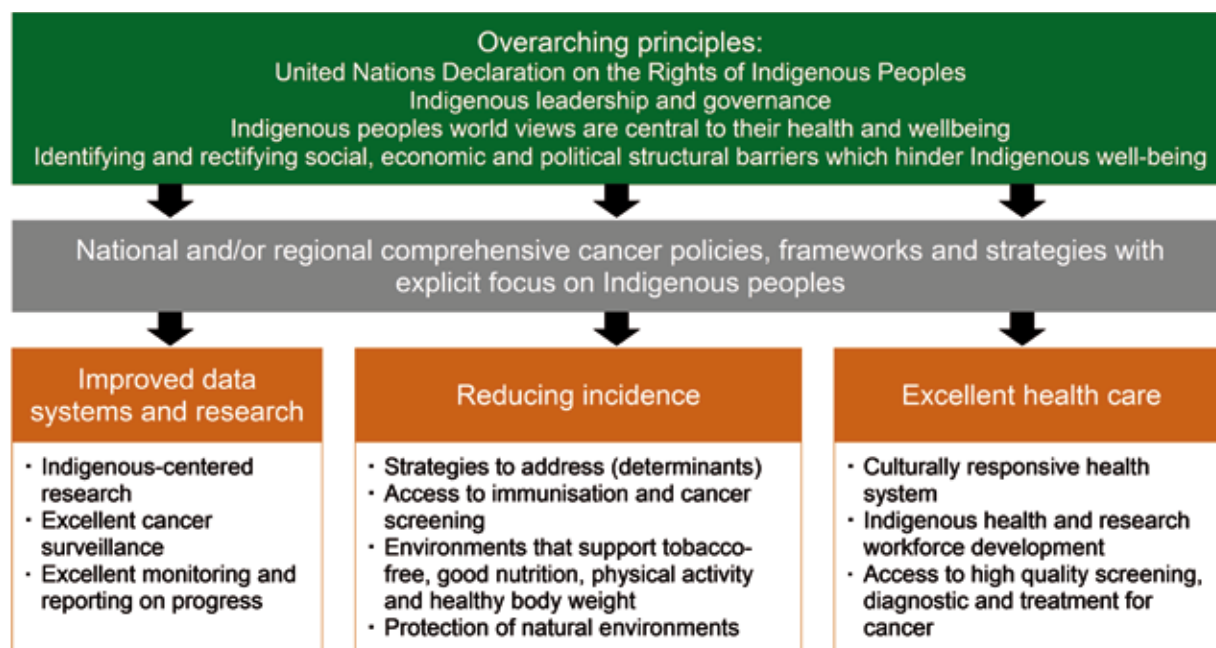 Overarching principles:
United Nations Declaration on the Rights of Indigenous Peoples
Indigenous leadership and governance
Indigenous peoples world views are central to their health and wellbeing
Identifying and rectifying social, economic and political structural barriers which hinder Indigenous well-being
National and/or regional comprehensive cancer policies, frameworks and strategies with
explicit focus on Indigenous peoples
Improved data
systems and research
· Indigenous-centered
research
· Excellent cancer
surveillance
· Excellent monitoring and
reporting on progress
Reducing incidence
· Strategies to address (determinants)
· Access to immunisation and cancer
screening
· Environments that support tobacco-
free, good nutrition, physical activity
and healthy body weight
· Protection of natural environments
Excellent health care
· Culturally responsive health
system
· Indigenous health and research
workforce development
· Access to high quality screening,
diagnostic and treatment for
cancer